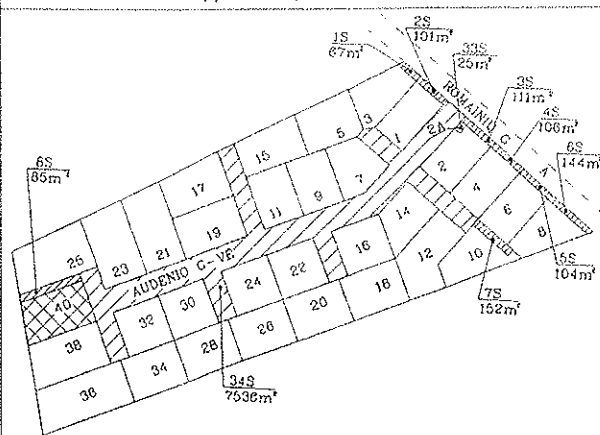 1S
67m²
2S
101m²
33S
25m²
3S
111m²
4S
106m²
6S
144m²
5S
104m²
7S
152m²
34S
7536m²
6S
85m²
ROMAINIŲ G-
AUDENIO G-VĖ
1
3
5
7
9
11
15
17
19
21
23
25
2A
2
4
6
8
10
12
14
16
18
20
22
24
26
28
30
32
34
36
38
40